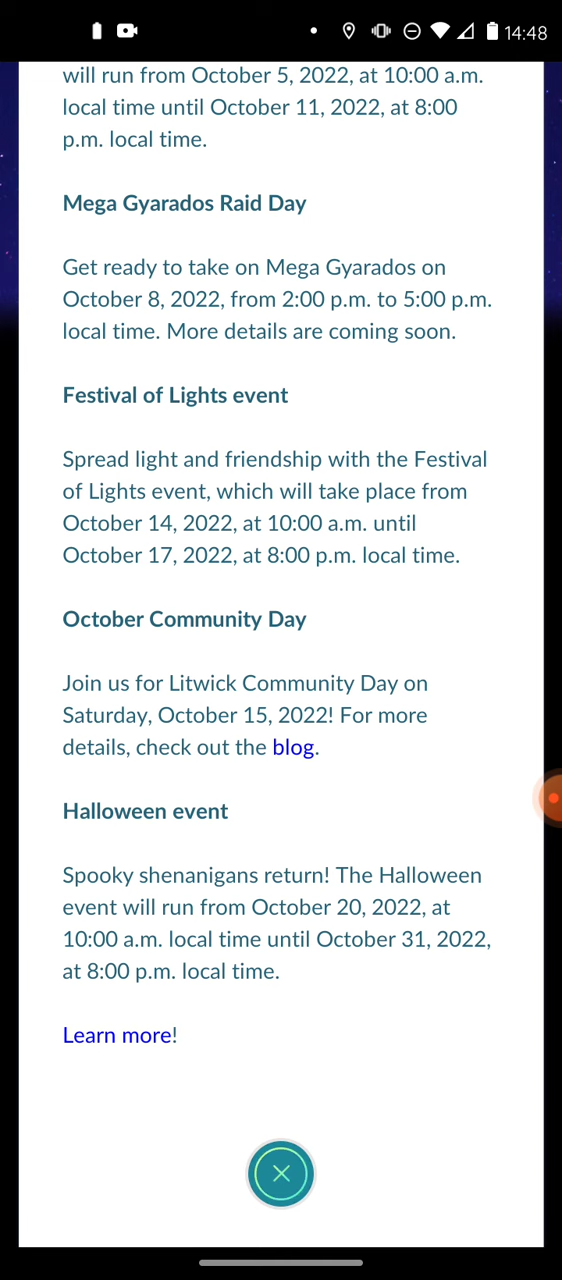 14:48
will run from October 5, 2022, at 10:00 a.m.
local time until October 11, 2022, at 8:00
p.m. local time.
Mega Gyarados Raid Day
Get ready to take on Mega Gyarados on
October 8, 2022, from 2:00 p.m. to 5:00 p.m.
local time. More details are coming soon.
Festival of Lights event
Spread light and friendship with the Festival
of Lights event, which will take place from
October 14, 2022, at 10:00 a.m. until
October 17, 2022, at 8:00 p.m. local time.
October Community Day
Join us for Litwick Community Day on
Saturday, October 15, 2022! For more
details, check out the blog.
Halloween event
Spooky shenanigans return! The Halloween
event will run from October 20, 2022, at
10:00 a.m. local time until October 31, 2022,
at 8:00 p.m. local time.
Learn more!